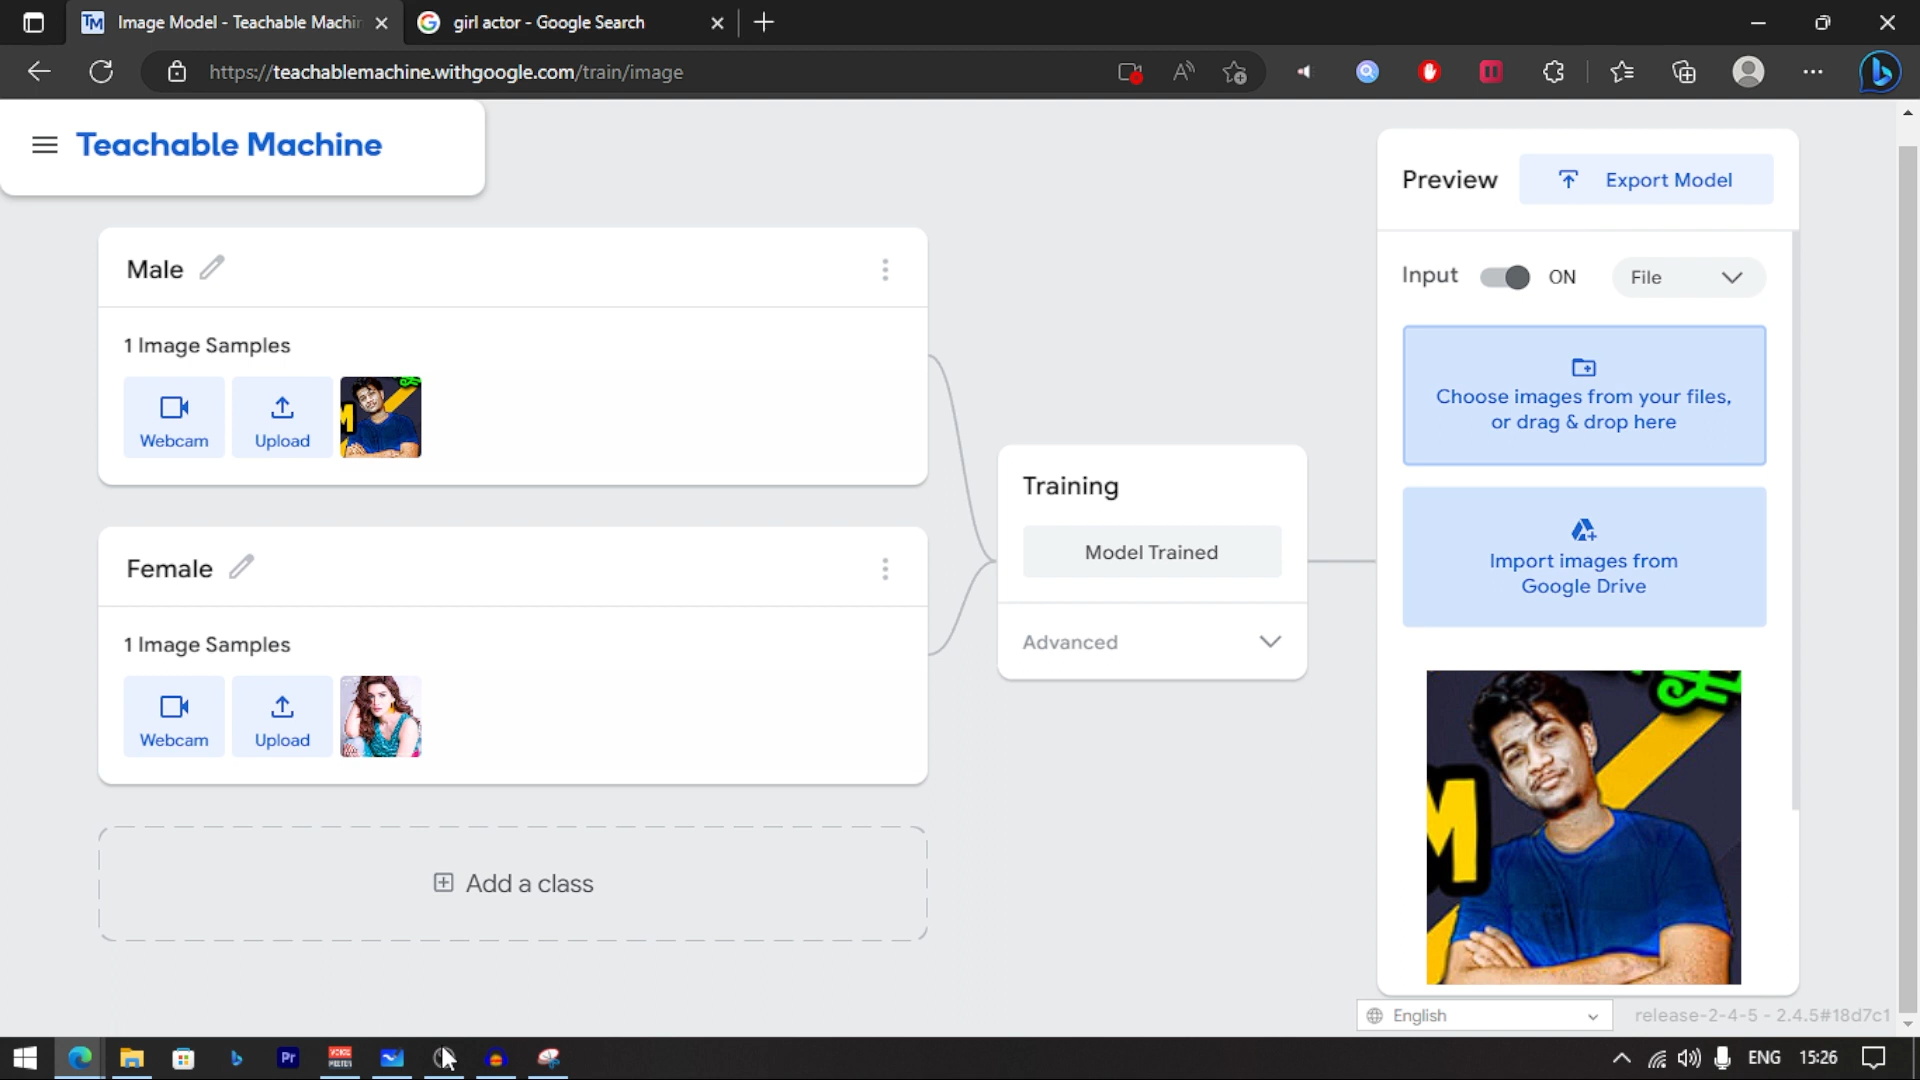 Image Model - Teachable Machin
girl actor - Google Search
https://teachablemachine.withgoogle.com/train/image
Teachable Machine
Male
1 Image Samples
Webcam
Upload
Female
1 Image Samples
Webcam
Upload
Add a class
Training
Model Trained
Advanced
Preview
Export Model
Input
ON
File
Choose images from your files,
or drag & drop here
Import images from
Google Drive
M
English
release-2-4-5 - 2.4.5#18d7c1
Pr
ENG
15:26